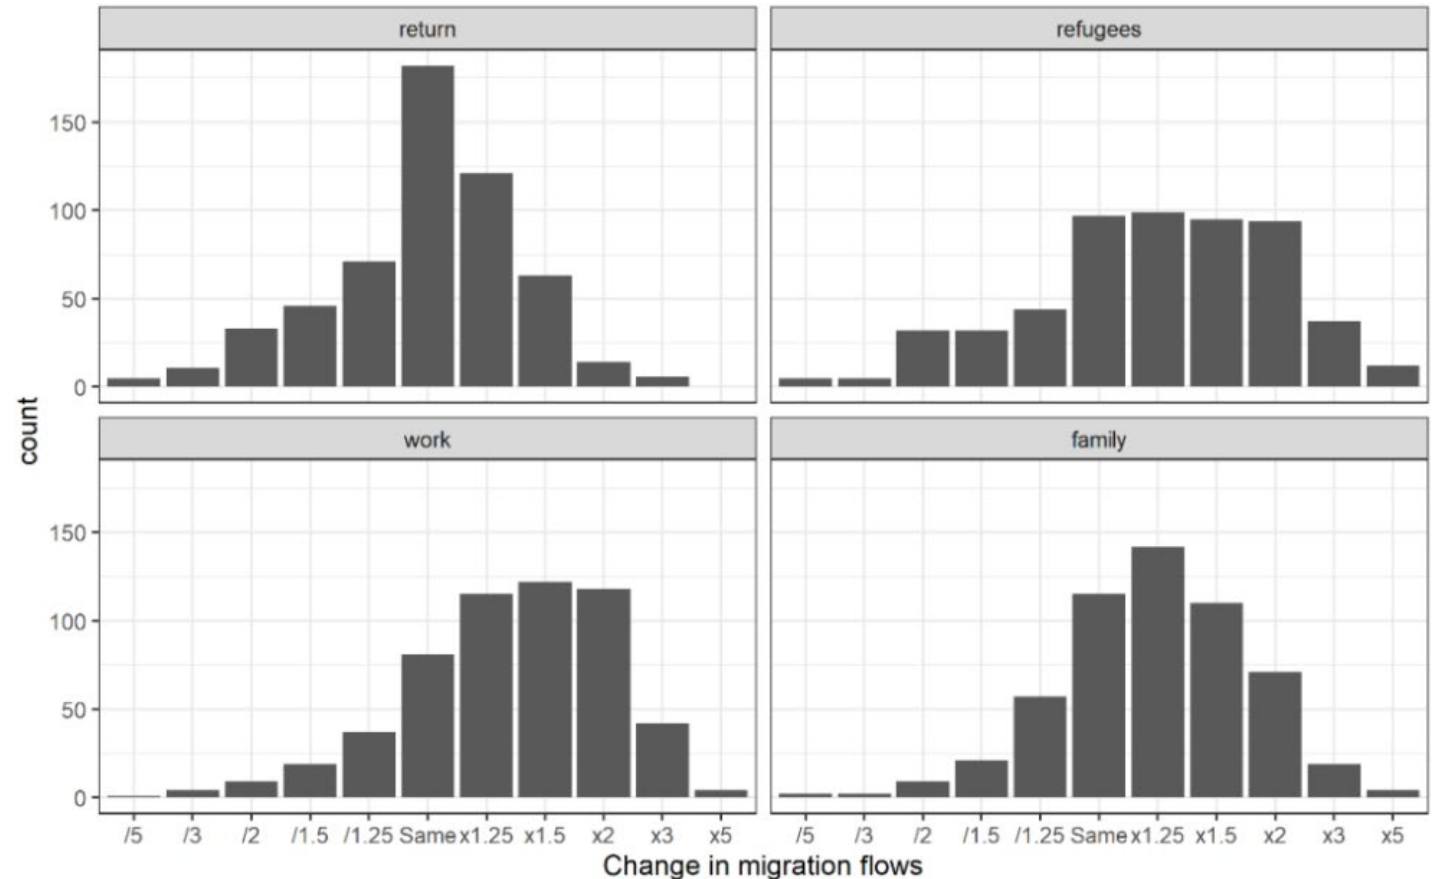 return
refugees
150
100
50
0
work
family
150
100
50
0
count
/5 /3 /2 /1.5 /1.25 Same x1.25 x1.5 x2 x3 x5
/5 /3 /2 /1.5 /1.25 Same x1.25 x1.5 x2 x3 x5
Change in migration flows